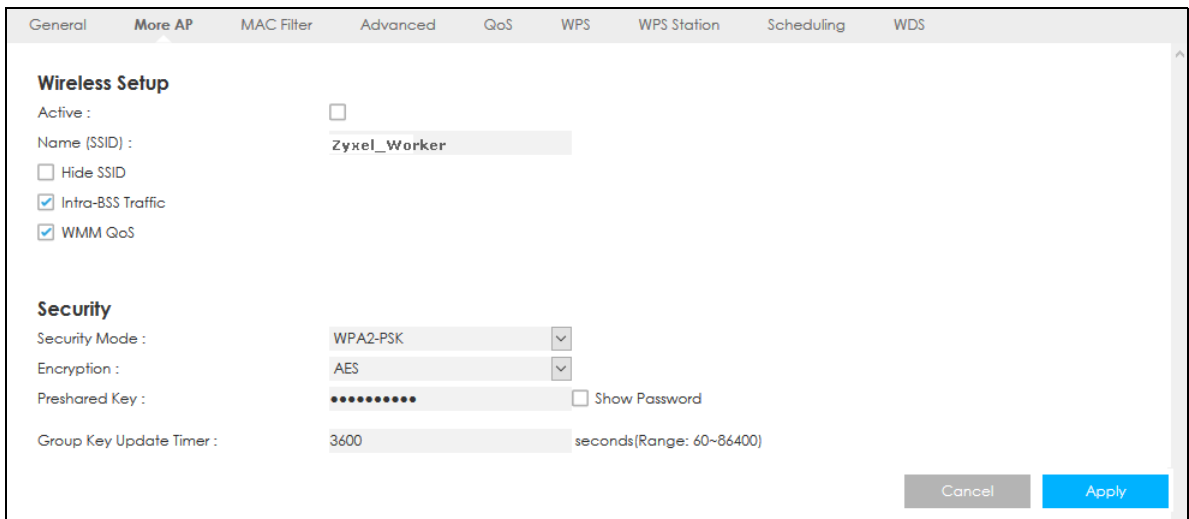 General More AP MAC Filter Advanced QoS WPS WPS Station Scheduling WDS
Wireless Setup
Active :
Name (SSID) : Zyxel_Worker
Hide SSID
Intra-BSS Traffic
WMM QoS
Security
Security Mode : WPA2-PSK
Encryption : AES
Preshared Key : •••••••••• Show Password
Group Key Update Timer : 3600 seconds(Range: 60~86400)
Cancel Apply